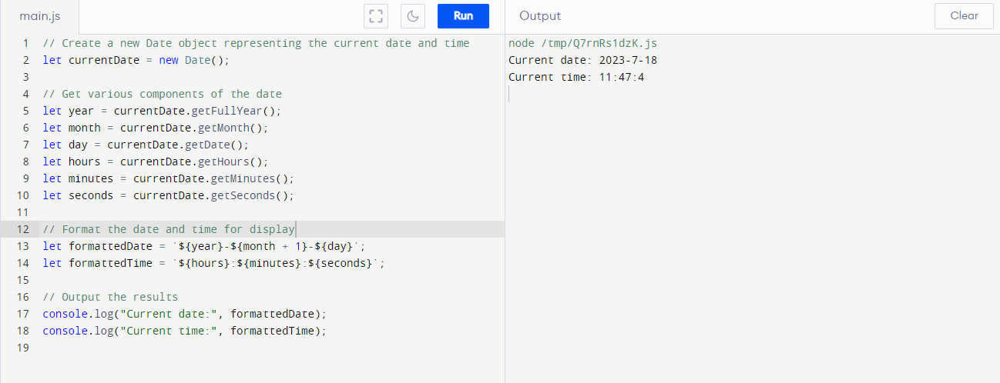 main.js
Run
1 // Create a new Date object representing the current date and time
2 let currentDate = new Date();
3
4 // Get various components of the date
5 let year = currentDate.getFullYear();
6 let month = currentDate.getMonth();
7 let day = currentDate.getDate();
8 let hours = currentDate.getHours();
9 let minutes = currentDate.getMinutes();
10 let seconds = currentDate.getSeconds();
11
12 // Format the date and time for display
13 let formattedDate = `${year}-${month + 1}-${day}`;
14 let formattedTime = `${hours}:${minutes}:${seconds}`;
15
16 // Output the results
17 console.log("Current date:", formattedDate);
18 console.log("Current time:", formattedTime);
19
Output
Clear
node /tmp/Q7rnRs1dzK.js
Current date: 2023-7-18
Current time: 11:47:4